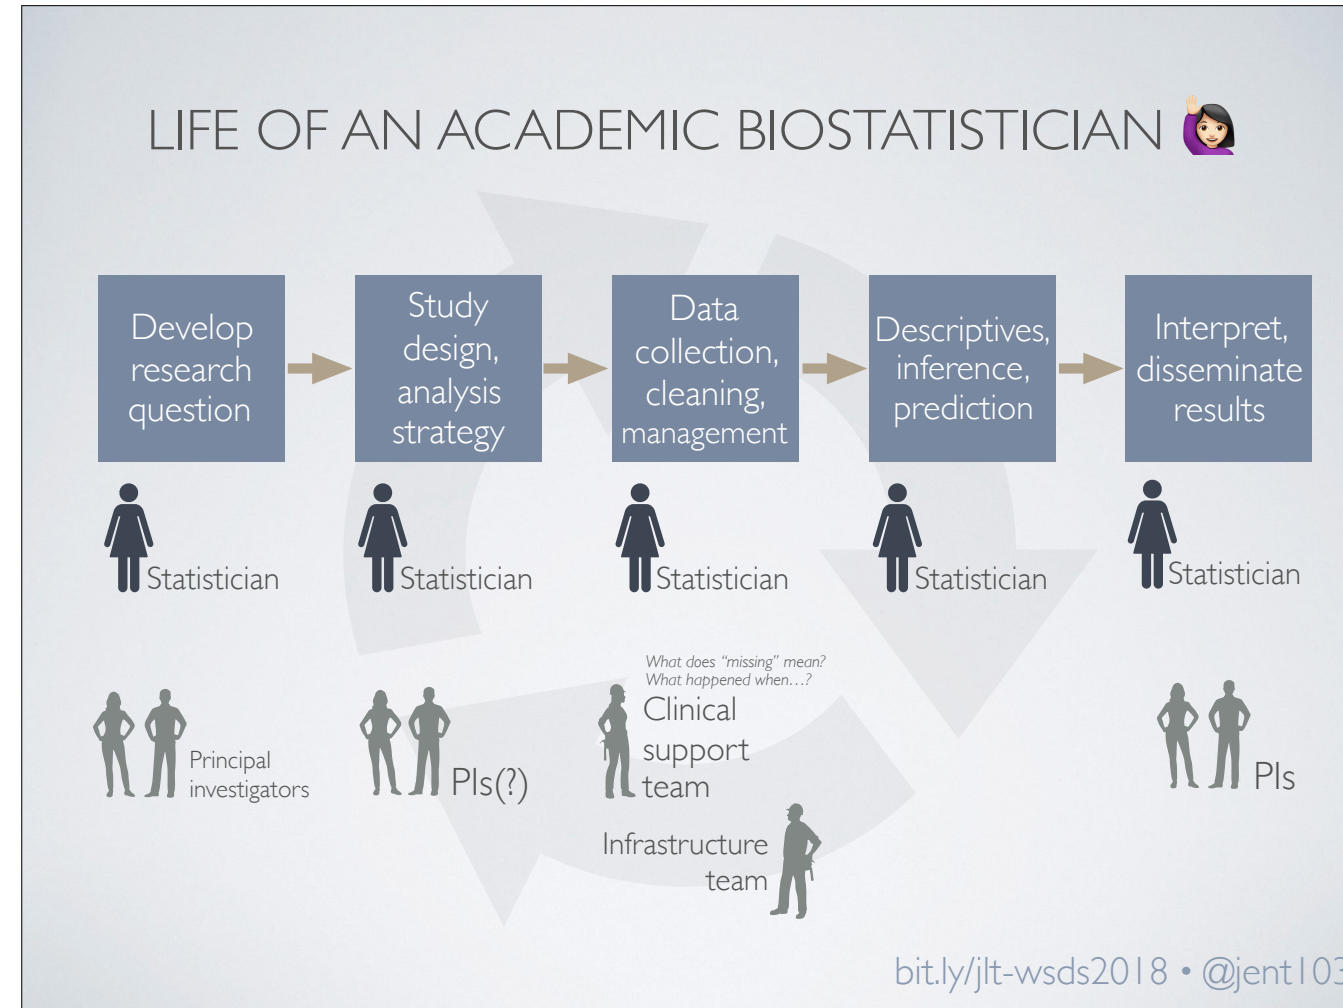 LIFE OF AN ACADEMIC BIOSTATISTICIAN 🙋🏻‍♀️
Develop
research
question
Study
design,
analysis
strategy
Data
collection,
cleaning,
management
Descriptives,
inference,
prediction
Interpret,
disseminate
results
Statistician
Statistician
Statistician
Statistician
Statistician
Principal
investigators
PIs(?)
What does “missing” mean?
What happened when…?
Clinical
support
team
Infrastructure
team
PIs
bit.ly/jlt-wsds2018 • @jent103